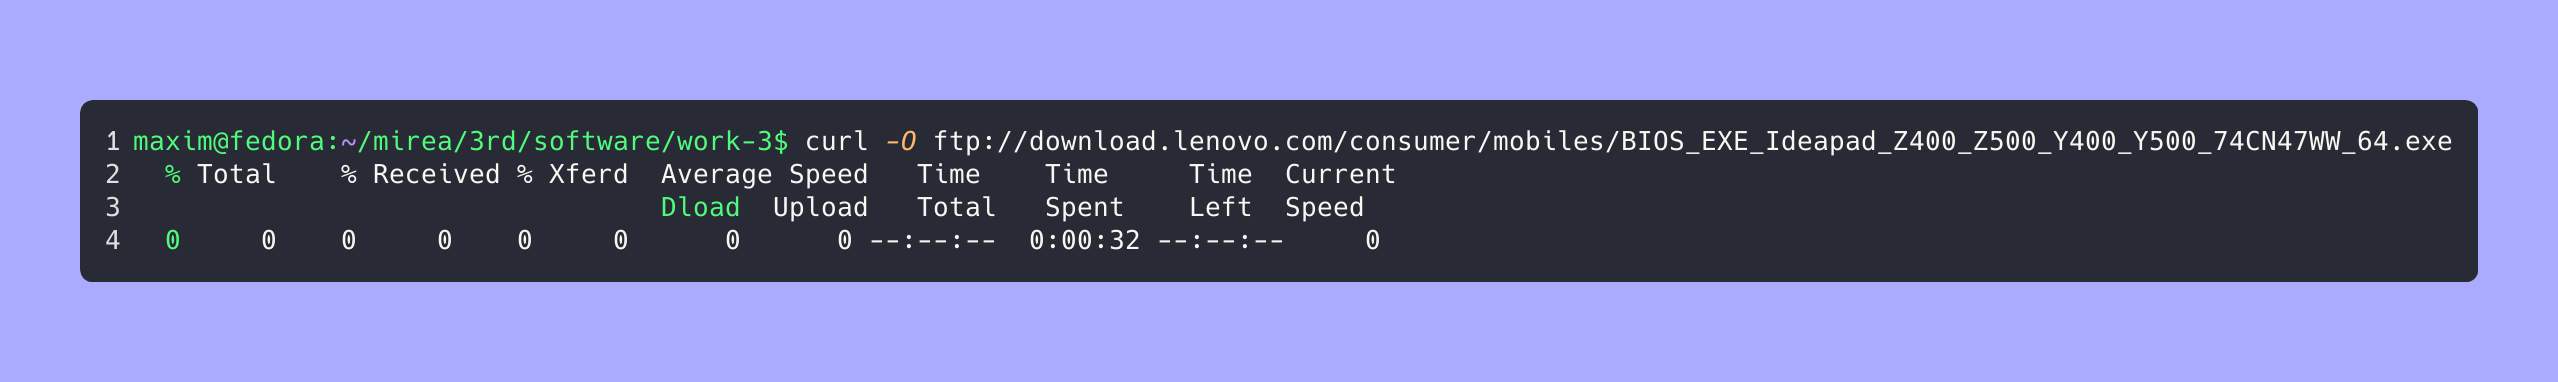 1 maxim@fedora:~/mirea/3rd/software/work-3$ curl -O ftp://download.lenovo.com/consumer/mobiles/BIOS_EXE_Ideapad_Z400_Z500_Y400_Y500_74CN47WW_64.exe
2   % Total    % Received % Xferd  Average Speed   Time    Time     Time  Current
3                                  Dload  Upload   Total   Spent    Left  Speed
4   0     0    0     0    0     0      0      0 --:--:--  0:00:32 --:--:--     0